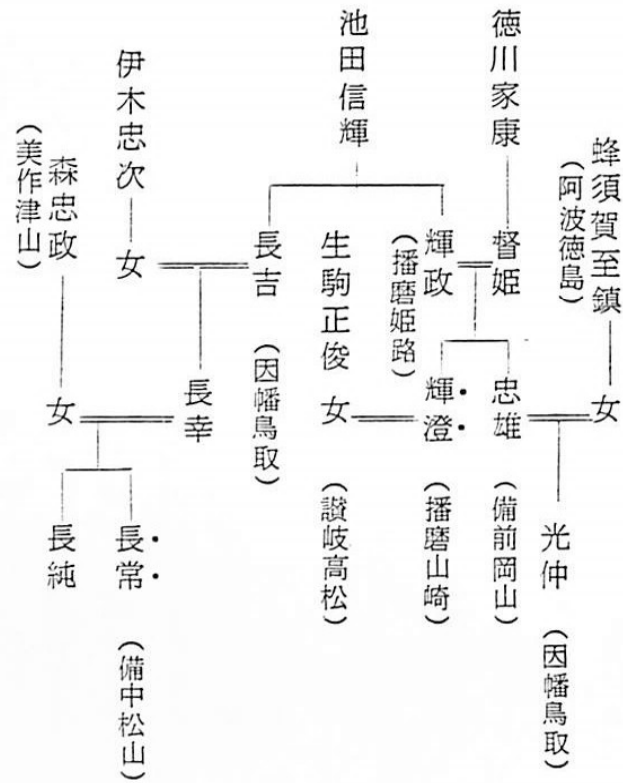 蜂須賀至鎮
(阿波徳島)
女
徳川家康
督姫
忠雄
(備前岡山)
光仲
(因幡鳥取)
池田信輝
輝政
(播磨姫路)
輝澄
(播磨山崎)
生駒正俊
女
(讃岐高松)
長吉
(因幡鳥取)
伊木忠次
女
長幸
森忠政
(美作津山)
女
長常
(備中松山)
長純